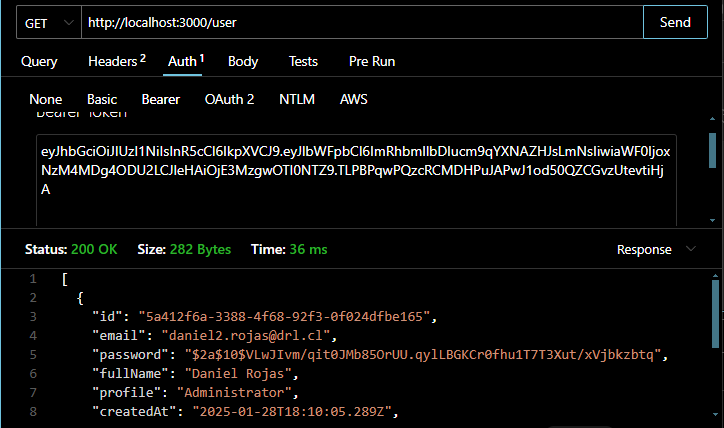 GET http://localhost:3000/user Send
Query Headers 2 Auth 1 Body Tests Pre Run
None Basic Bearer OAuth 2 NTLM AWS
Bearer Token
eyJhbGciOiJIUzI1NiIsInR5cCI6IkpXVCJ9.eyJlbWFpbCI6ImRhbmllbDIucm9qYXNAZHJsLmNsIiwiaWF0Ijox
NzM4MDg4ODU2LCJleHAiOjE3MzgwOTI0NTZ9.TLPBPqwPQzcRCMDHPuJAPwJ1od50QZCGvzUtevtiHj
A
Status: 200 OK Size: 282 Bytes Time: 36 ms Response
1 [
2 {
3 "id": "5a412f6a-3388-4f68-92f3-0f024dfbe165",
4 "email": "daniel2.rojas@drl.cl",
5 "password": "$2a$10$VLwJIvm/qit0JMb85OrUU.qylLBGKCr0fhu1T7T3Xut/xVjbkzbtq",
6 "fullName": "Daniel Rojas",
7 "profile": "Administrator",
8 "createdAt": "2025-01-28T18:10:05.289Z",